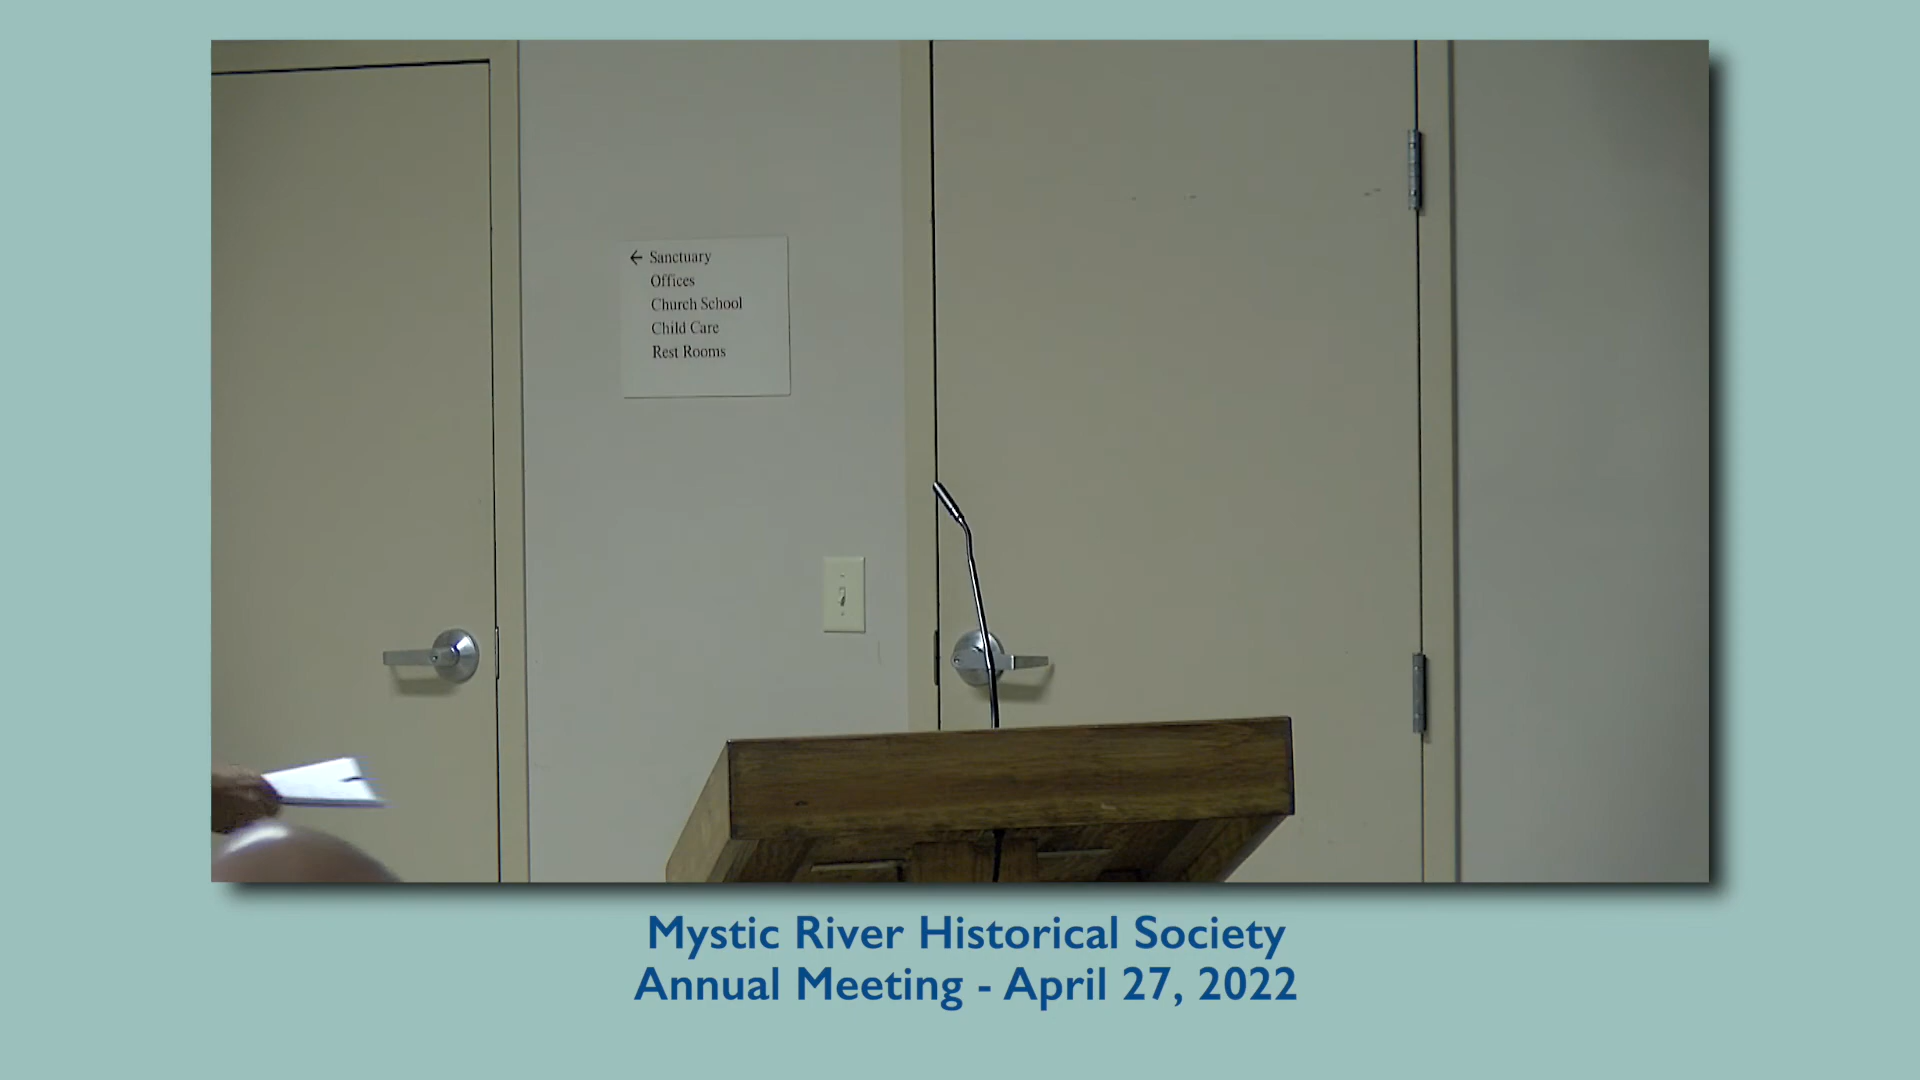 ← Sanctuary
Offices
Church School
Child Care
Rest Rooms
Mystic River Historical Society
Annual Meeting - April 27, 2022